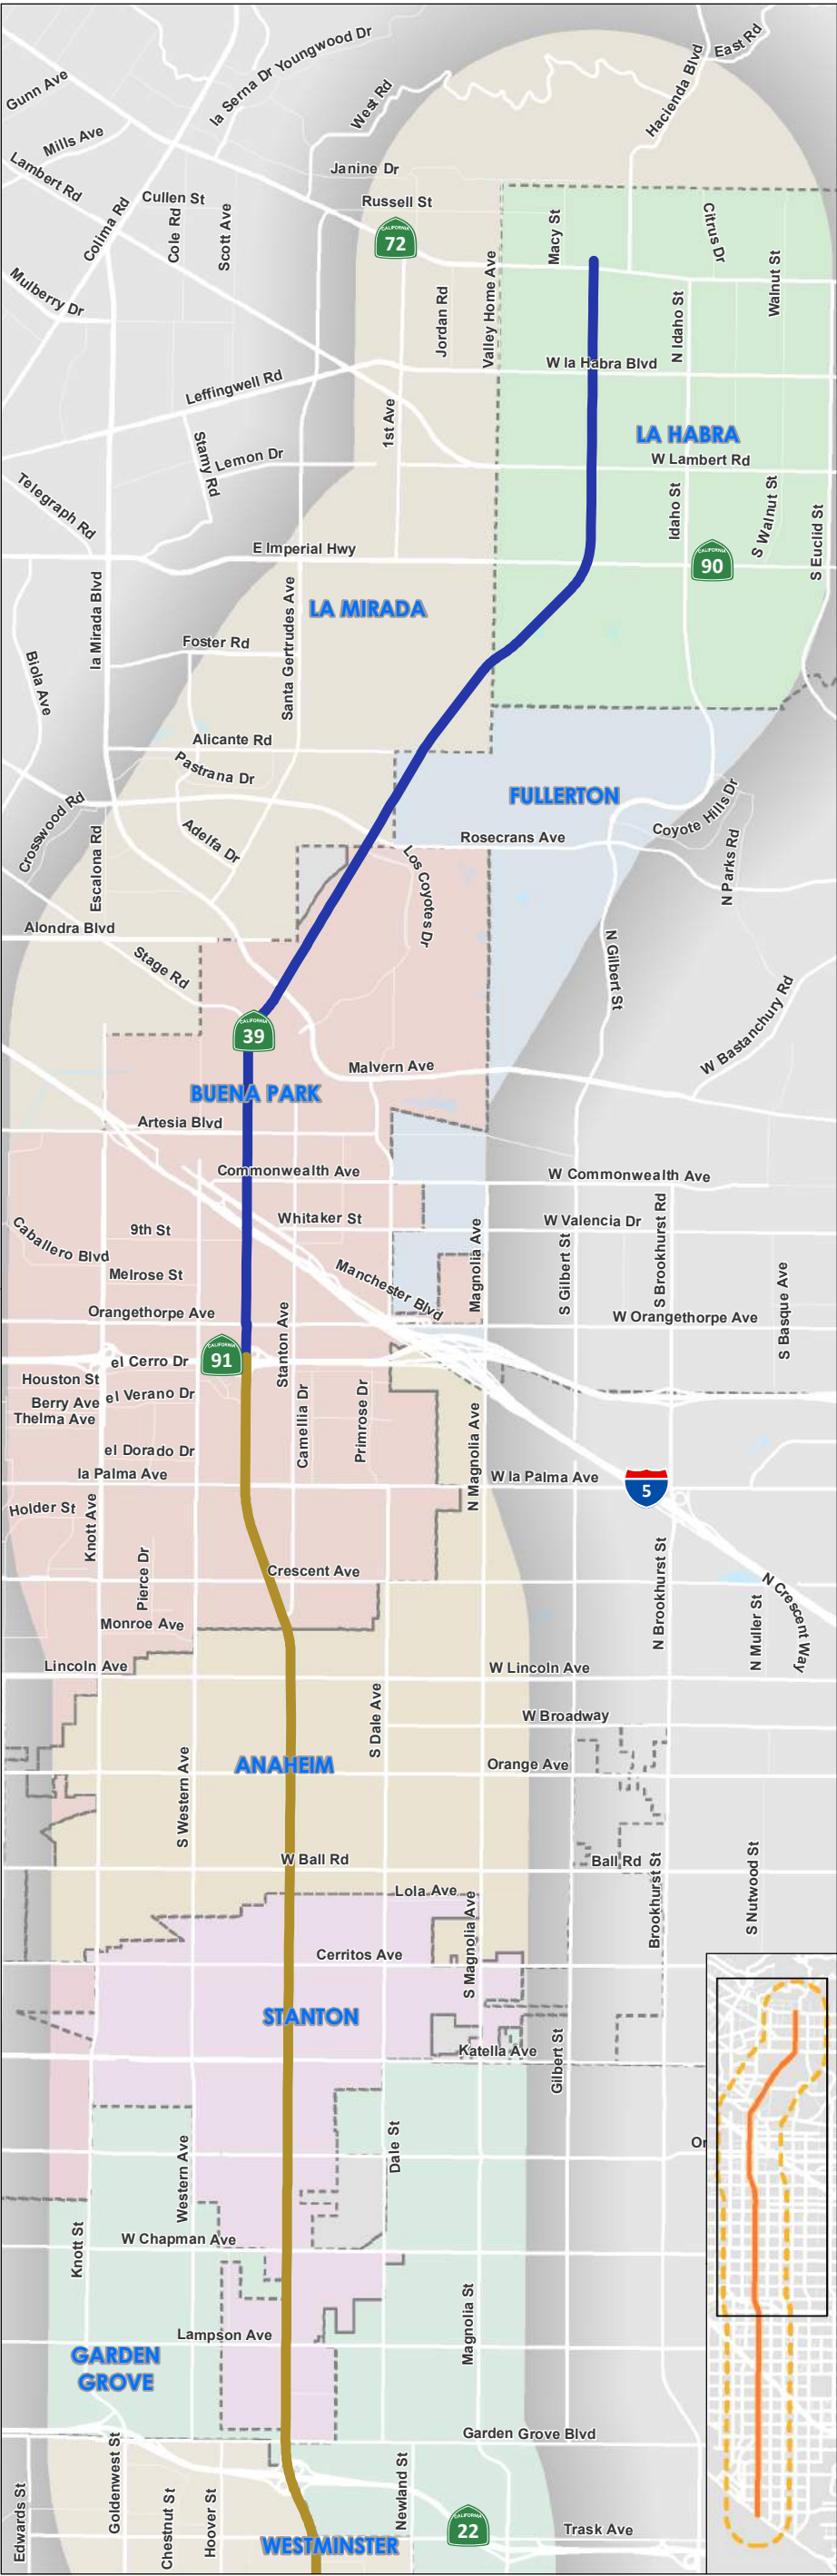 East Rd
Youngwood Dr
la Serna Dr
Hacienda Blvd
Gunn Ave
West Rd
Mills Ave
Janine Dr
Lambert Rd
Cullen St
Russell St
Colima Rd
Cole Rd
Scott Ave
CALIFORNIA
72
Macy St
Citrus Dr
Walnut St
Mulberry Dr
Jordan Rd
Valley Home Ave
N Idaho St
W la Habra Blvd
Leffingwell Rd
1st Ave
LA HABRA
Stamy Rd
Lemon Dr
W Lambert Rd
Telegraph Rd
Idaho St
S Walnut St
S Euclid St
E Imperial Hwy
CALIFORNIA
90
la Mirada Blvd
Santa Gertrudes Ave
LA MIRADA
Foster Rd
Biola Ave
Alicante Rd
Pastrana Dr
FULLERTON
Crosswood Rd
Coyote Hills Dr
Adelfa Dr
Rosecrans Ave
Escalona Rd
Los Coyotes Dr
N Parks Rd
Alondra Blvd
Stage Rd
N Gilbert St
W Bastanchury Rd
CALIFORNIA
39
Malvern Ave
BUENA PARK
Artesia Blvd
Commonwealth Ave
W Commonwealth Ave
Whitaker St
W Valencia Dr
9th St
Caballero Blvd
Magnolia Ave
S Gilbert St
S Brookhurst Rd
S Basque Ave
Melrose St
Manchester Blvd
Orangethorpe Ave
W Orangethorpe Ave
Stanton Ave
CALIFORNIA
91
el Cerro Dr
Houston St
el Verano Dr
Berry Ave
Thelma Ave
Camellia Dr
Primrose Dr
N Magnolia Ave
el Dorado Dr
la Palma Ave
W la Palma Ave
5
Holder St
Knott Ave
Pierce Dr
Crescent Ave
N Brookhurst St
N Crescent Way
N Muller St
Monroe Ave
Lincoln Ave
W Lincoln Ave
S Dale Ave
W Broadway
S Western Ave
ANAHEIM
Orange Ave
W Ball Rd
Ball Rd
Lola Ave
Brookhurst St
S Nutwood St
S Magnolia Ave
Cerritos Ave
STANTON
Katella Ave
Gilbert St
Or
Western Ave
Dale St
Knott St
W Chapman Ave
Magnolia St
Lampson Ave
GARDEN
GROVE
Garden Grove Blvd
Goldenwest St
Edwards St
Chestnut St
Hoover St
Newland St
CALIFORNIA
22
Trask Ave
WESTMINSTER